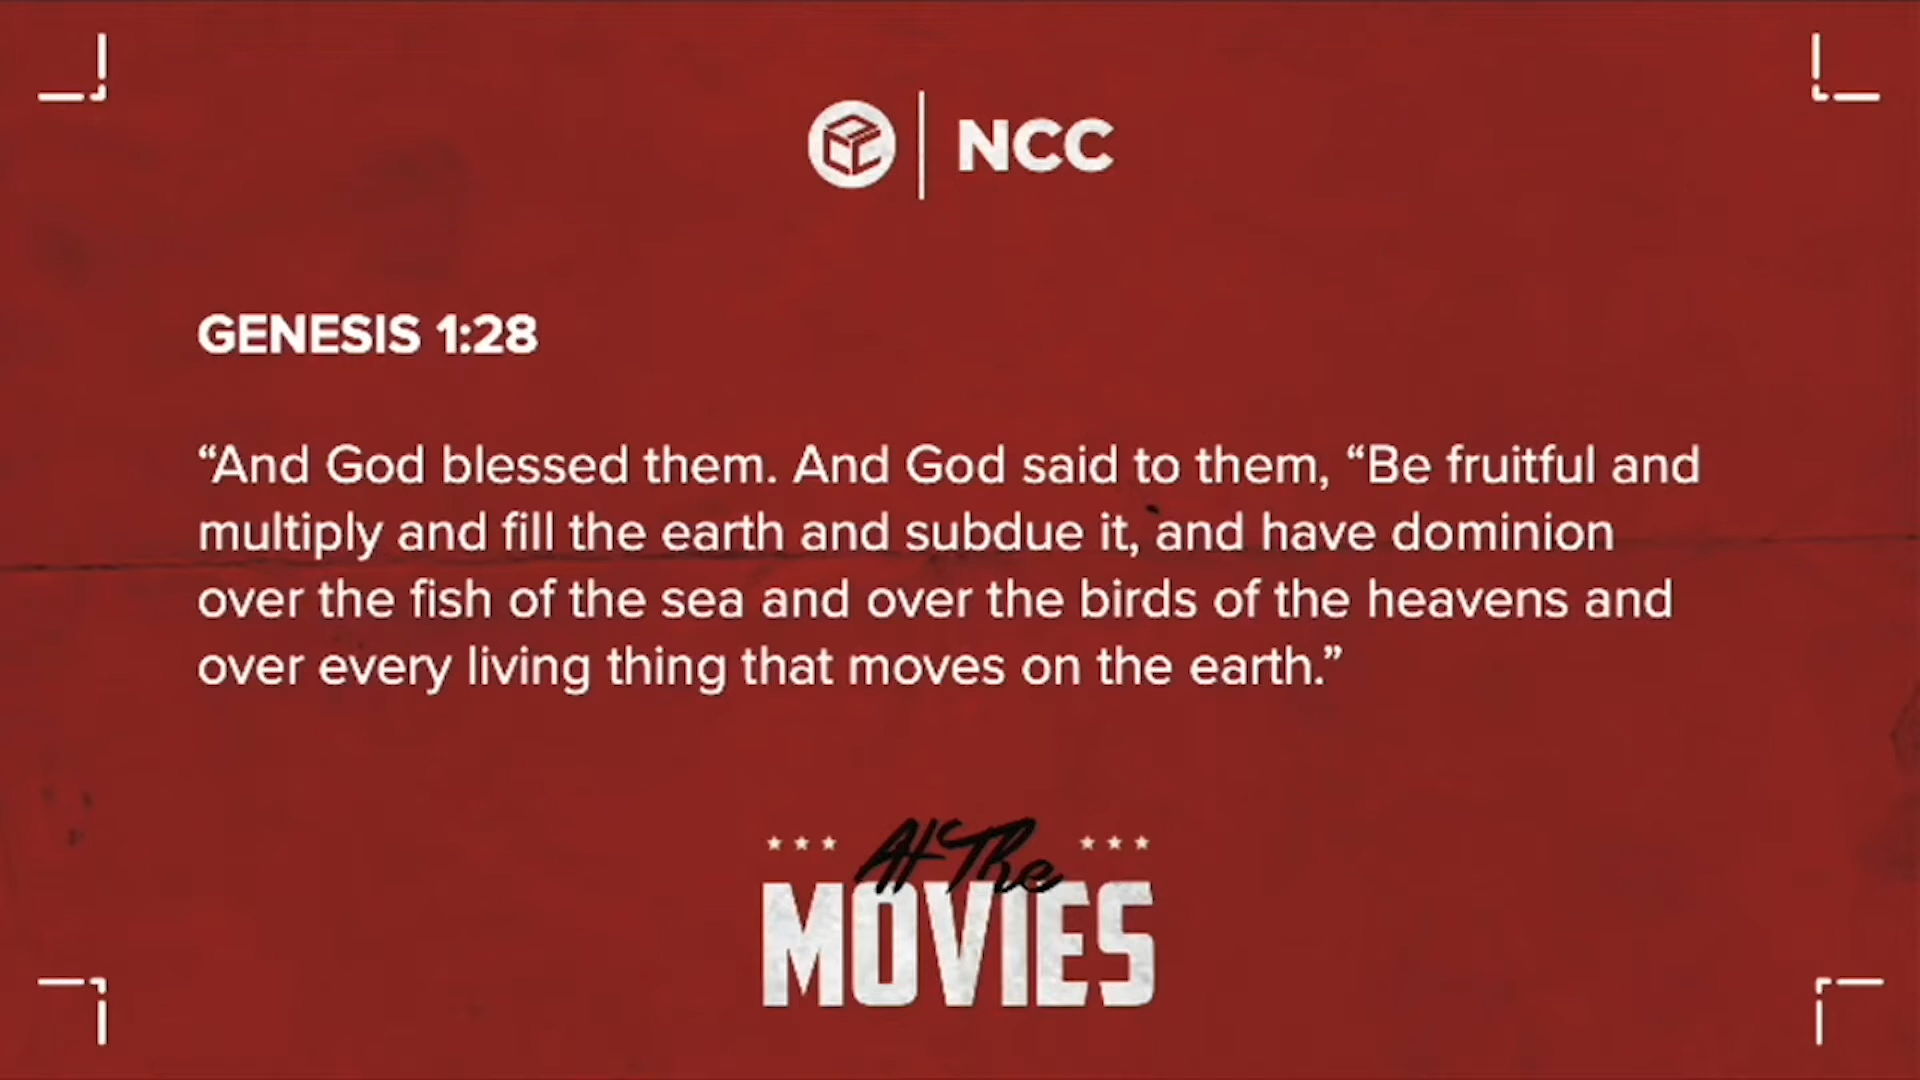 NCC
GENESIS 1:28
“And God blessed them. And God said to them, “Be fruitful and
multiply and fill the earth and subdue it, and have dominion
over the fish of the sea and over the birds of the heavens and
over every living thing that moves on the earth.”
At The
MOVIES